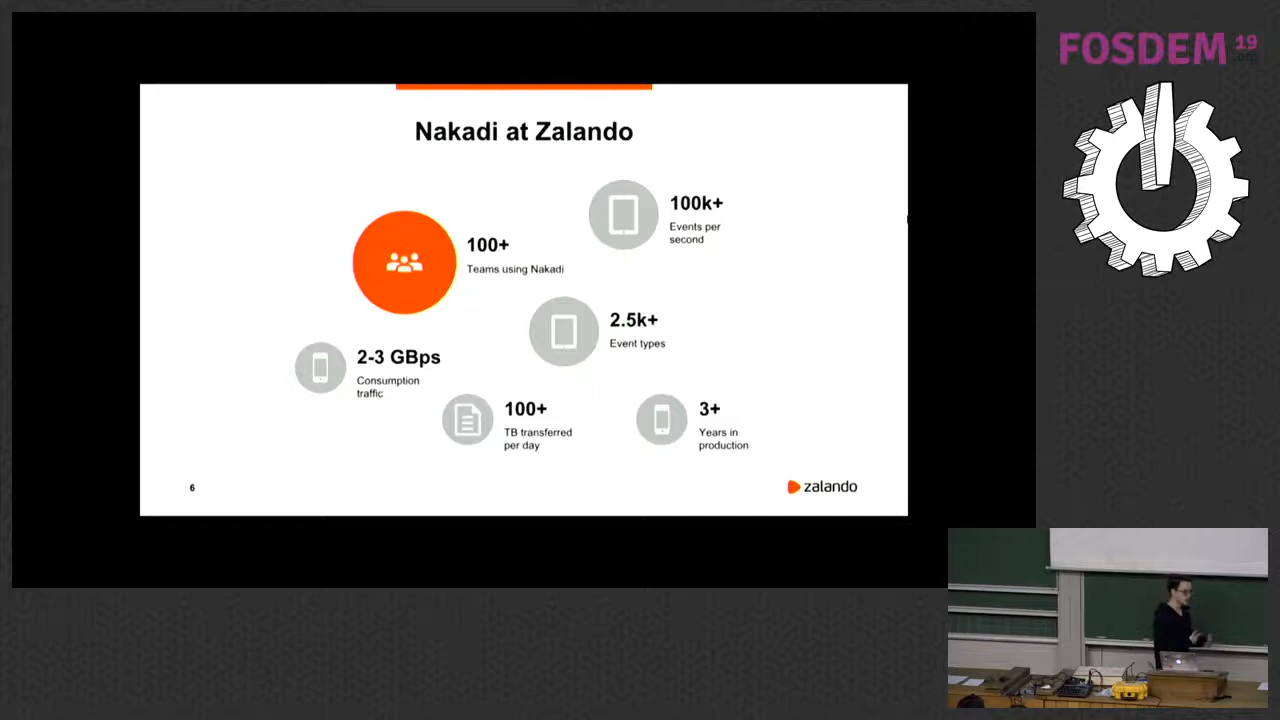 FOSDEM 19
.org
Nakadi at Zalando
100k+
Events per
second
100+
Teams using Nakadi
2.5k+
Event types
2-3 GBps
Consumption
traffic
100+
TB transferred
per day
3+
Years in
production
6
zalando